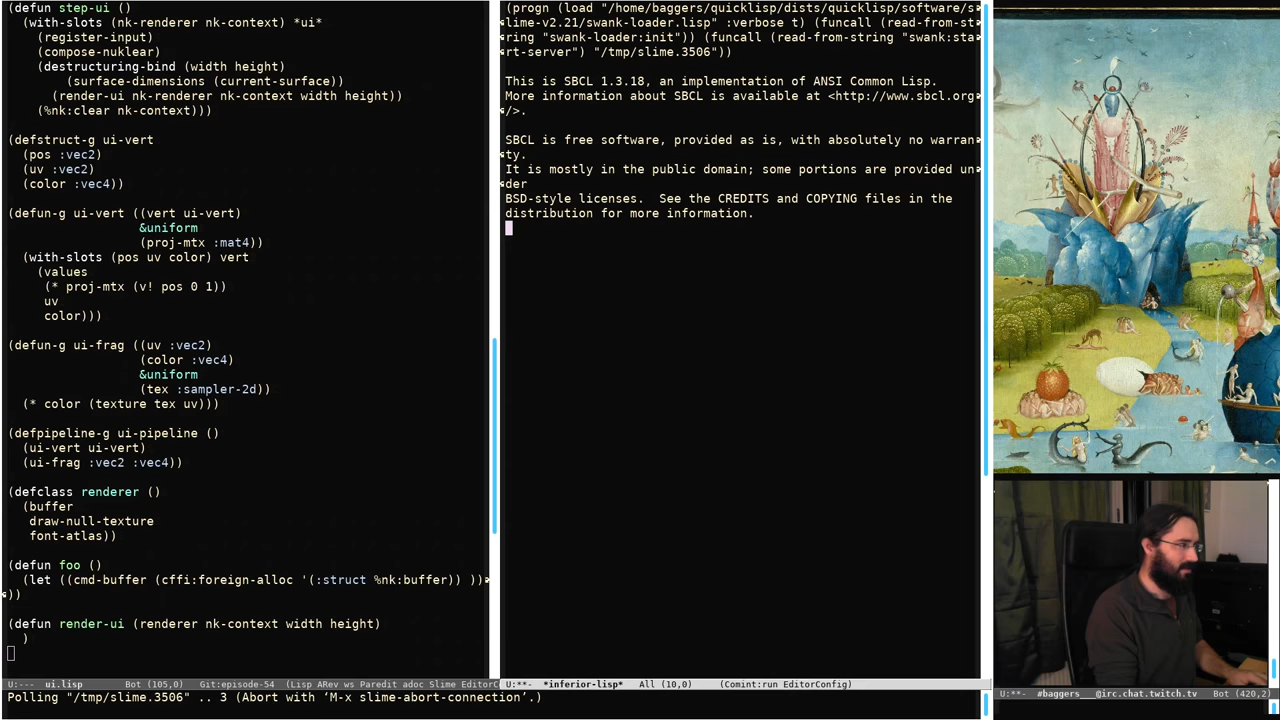 (defun step-ui ()
  (with-slots (nk-renderer nk-context) *ui*
    (register-input)
    (compose-nuklear)
    (destructuring-bind (width height)
        (surface-dimensions (current-surface))
      (render-ui nk-renderer nk-context width height))
    (%nk:clear nk-context)))
(defstruct-g ui-vert
  (pos :vec2)
  (uv :vec2)
  (color :vec4))
(defun-g ui-vert ((vert ui-vert)
                  &uniform
                  (proj-mtx :mat4))
  (with-slots (pos uv color) vert
    (values
     (* proj-mtx (v! pos 0 1))
     uv
     color)))
(defun-g ui-frag ((uv :vec2)
                  (color :vec4)
                  &uniform
                  (tex :sampler-2d))
  (* color (texture tex uv)))
(defpipeline-g ui-pipeline ()
  (ui-vert ui-vert)
  (ui-frag :vec2 :vec4))
(defclass renderer ()
  (buffer
   draw-null-texture
   font-atlas))
(defun foo ()
  (let ((cmd-buffer (cffi:foreign-alloc '(:struct %nk:buffer)) ))
))
(defun render-ui (renderer nk-context width height)
  )
U:--- ui.lisp Bot (105,0) Git:episode-54 (Lisp ARev ws Paredit adoc Slime EditorC
Polling "/tmp/slime.3506" .. 3 (Abort with ‘M-x slime-abort-connection’.)
(progn (load "/home/baggers/quicklisp/dists/quicklisp/software/s
lime-v2.21/swank-loader.lisp" :verbose t) (funcall (read-from-st
ring "swank-loader:init")) (funcall (read-from-string "swank:sta
rt-server") "/tmp/slime.3506"))
This is SBCL 1.3.18, an implementation of ANSI Common Lisp.
More information about SBCL is available at <http://www.sbcl.org
/>.
SBCL is free software, provided as is, with absolutely no warran
ty.
It is mostly in the public domain; some portions are provided un
der
BSD-style licenses.  See the CREDITS and COPYING files in the
distribution for more information.
U:**- *inferior-lisp* All (10,0) (Comint:run EditorConfig)
U:**- #baggers___@irc.chat.twitch.tv Bot (420,2)